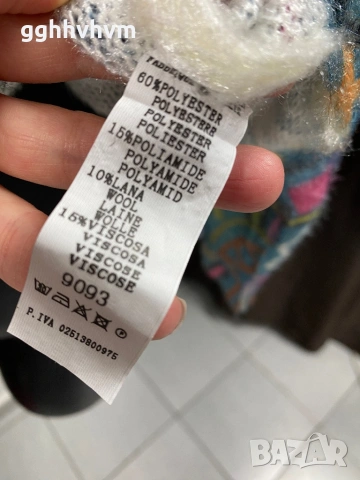 gghhvhvm
60%POLYESTER
POLYESTERE
POLIESTER
15%POLIAMIDE
POLYAMIDE
POLYAMID
10%LANA
WOOL
LAINE
WOLLE
15%VISCOSA
VISCOSA
VISCOSE
VISCOSE
9093
P.IVA 02513800975
BAZAR